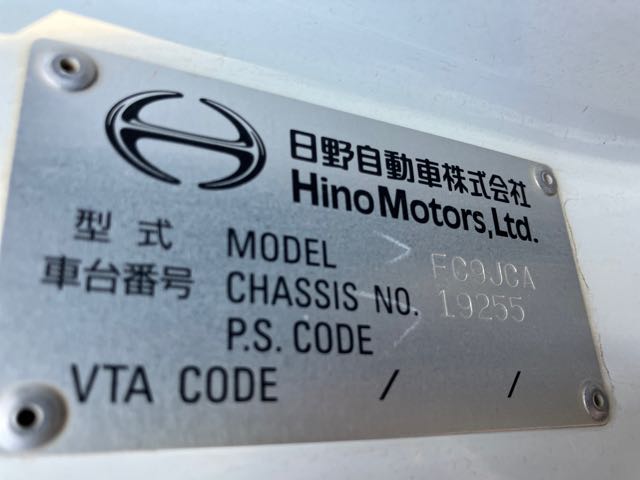 日野自動車株式会社
Hino Motors, Ltd.
型式 MODEL FC9JCA
車台番号 CHASSIS NO. 19255
P.S. CODE
VTA CODE / /